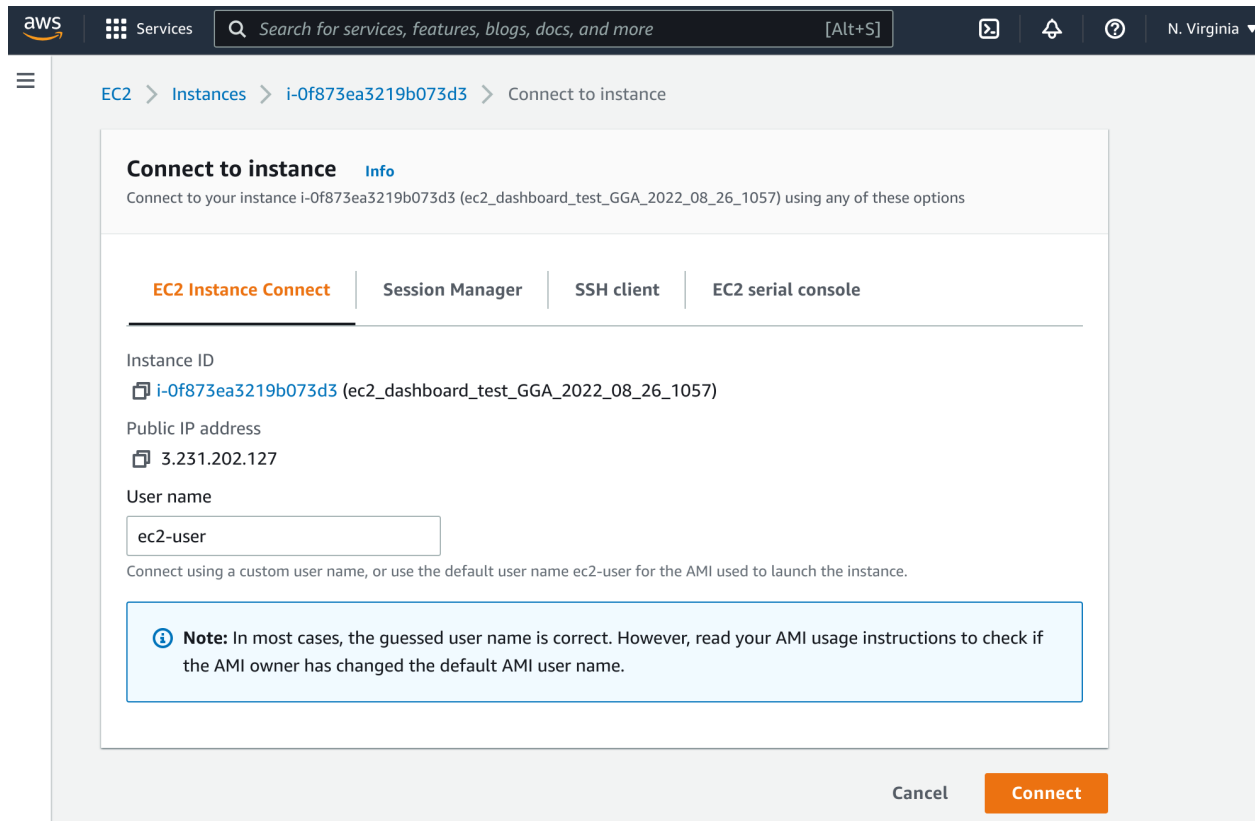 aws
Services
Search for services, features, blogs, docs, and more [Alt+S]
N. Virginia
EC2 > Instances > i-0f873ea3219b073d3 > Connect to instance
Connect to instance Info
Connect to your instance i-0f873ea3219b073d3 (ec2_dashboard_test_GGA_2022_08_26_1057) using any of these options
EC2 Instance Connect
Session Manager
SSH client
EC2 serial console
Instance ID
i-0f873ea3219b073d3 (ec2_dashboard_test_GGA_2022_08_26_1057)
Public IP address
3.231.202.127
User name
ec2-user
Connect using a custom user name, or use the default user name ec2-user for the AMI used to launch the instance.
Note: In most cases, the guessed user name is correct. However, read your AMI usage instructions to check if
the AMI owner has changed the default AMI user name.
Cancel
Connect